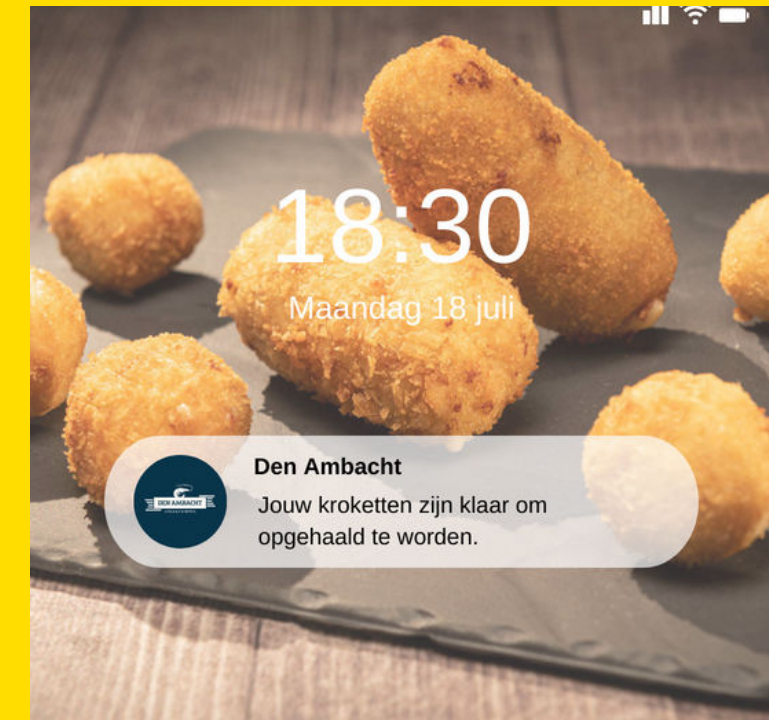 18:30
Maandag 18 juli
Den Ambacht
Jouw kroketten zijn klaar om
opgehaald te worden.
DEN AMBACHT